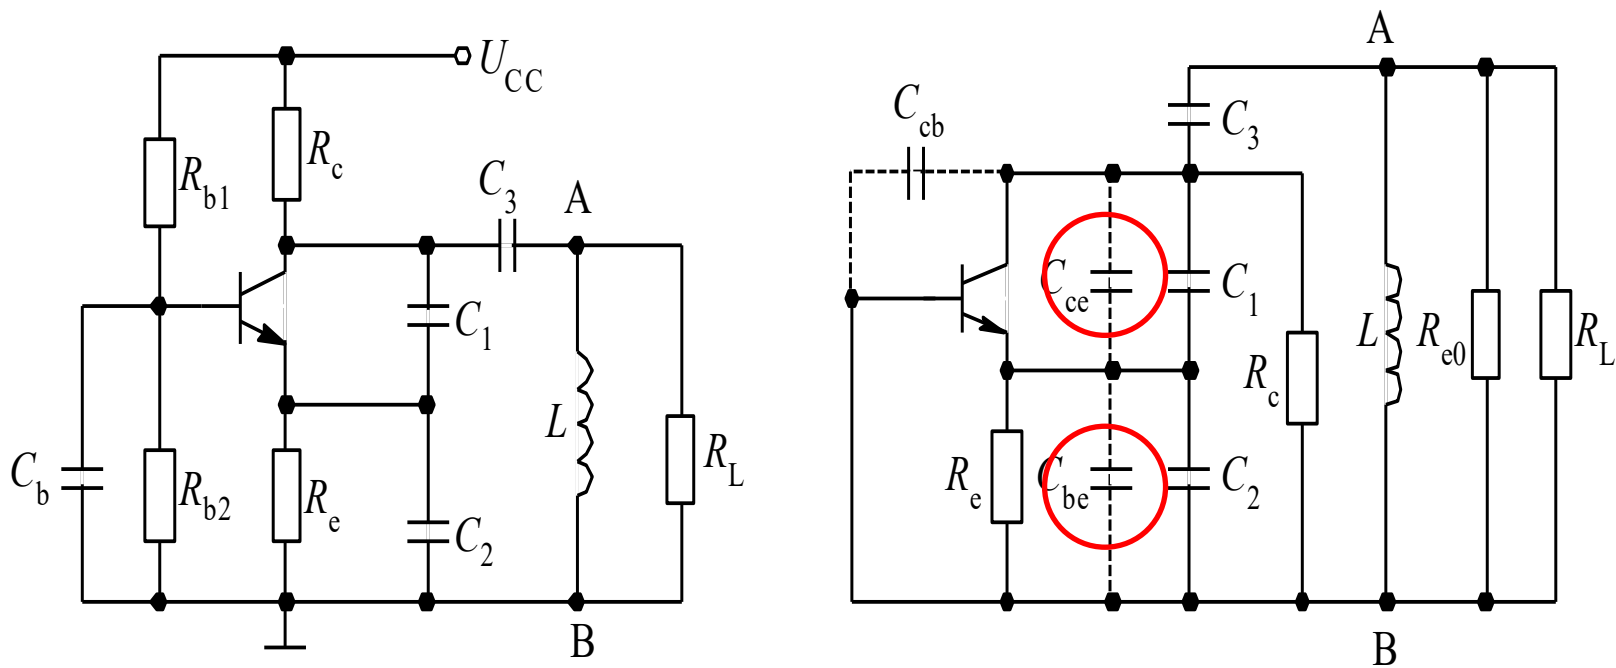 U_CC
R_c
R_b1
C_3
A
C_1
L
R_L
C_b
R_b2
R_e
C_2
B
A
C_cb
C_3
C_ce
C_1
L
R_e0
R_L
R_c
R_e
C_be
C_2
B